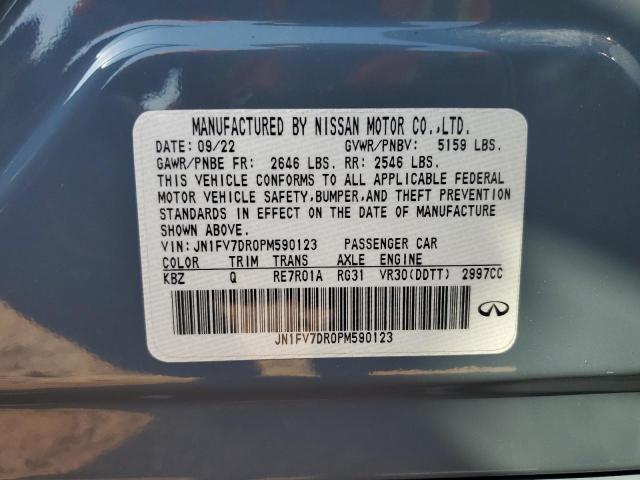 MANUFACTURED BY NISSAN MOTOR CO.,LTD.
DATE: 09/22 GVWR/PNBV: 5159 LBS.
GAWR/PNBE FR: 2646 LBS. RR: 2546 LBS.
THIS VEHICLE CONFORMS TO ALL APPLICABLE FEDERAL
MOTOR VEHICLE SAFETY, BUMPER, AND THEFT PREVENTION
STANDARDS IN EFFECT ON THE DATE OF MANUFACTURE
SHOWN ABOVE.
VIN: JN1FV7DR0PM590123 PASSENGER CAR
COLOR TRIM TRANS AXLE ENGINE
KBZ Q RE7R01A RG31 VR30(DDTT) 2997CC
JN1FV7DR0PM590123